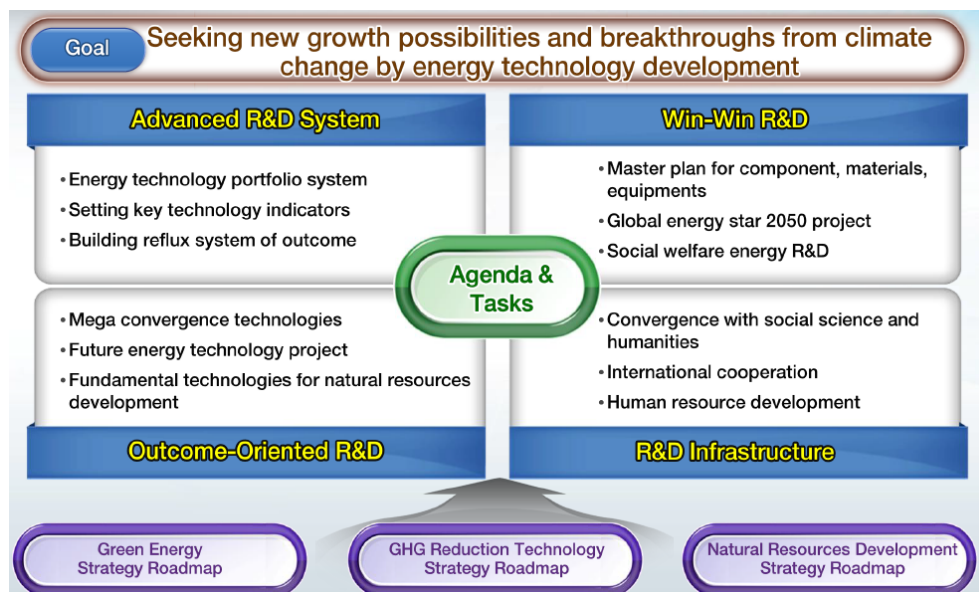 Goal
Seeking new growth possibilities and breakthroughs from climate
change by energy technology development
Advanced R&D System
• Energy technology portfolio system
• Setting key technology indicators
• Building reflux system of outcome
Win-Win R&D
• Master plan for component, materials,
equipments
• Global energy star 2050 project
• Social welfare energy R&D
Agenda &
Tasks
• Mega convergence technologies
• Future energy technology project
• Fundamental technologies for natural resources
development
Outcome-Oriented R&D
• Convergence with social science and
humanities
• International cooperation
• Human resource development
R&D Infrastructure
Green Energy
Strategy Roadmap
GHG Reduction Technology
Strategy Roadmap
Natural Resources Development
Strategy Roadmap